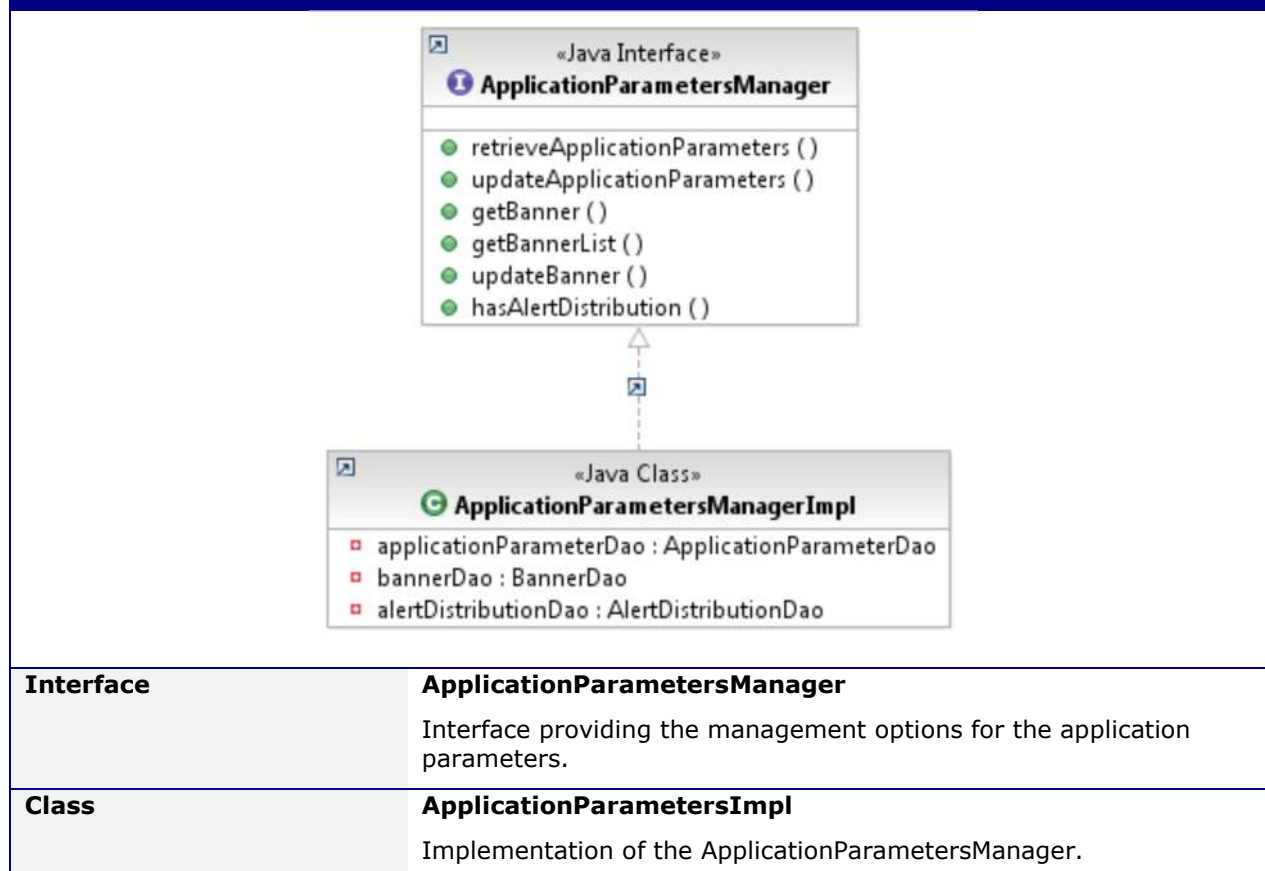 «Java Interface»
ApplicationParametersManager
retrieveApplicationParameters ( )
updateApplicationParameters ( )
getBanner ( )
getBannerList ( )
updateBanner ( )
hasAlertDistribution ( )
«Java Class»
ApplicationParametersManagerImpl
applicationParameterDao : ApplicationParameterDao
bannerDao : BannerDao
alertDistributionDao : AlertDistributionDao
Interface
ApplicationParametersManager
Interface providing the management options for the application
parameters.
Class
ApplicationParametersImpl
Implementation of the ApplicationParametersManager.